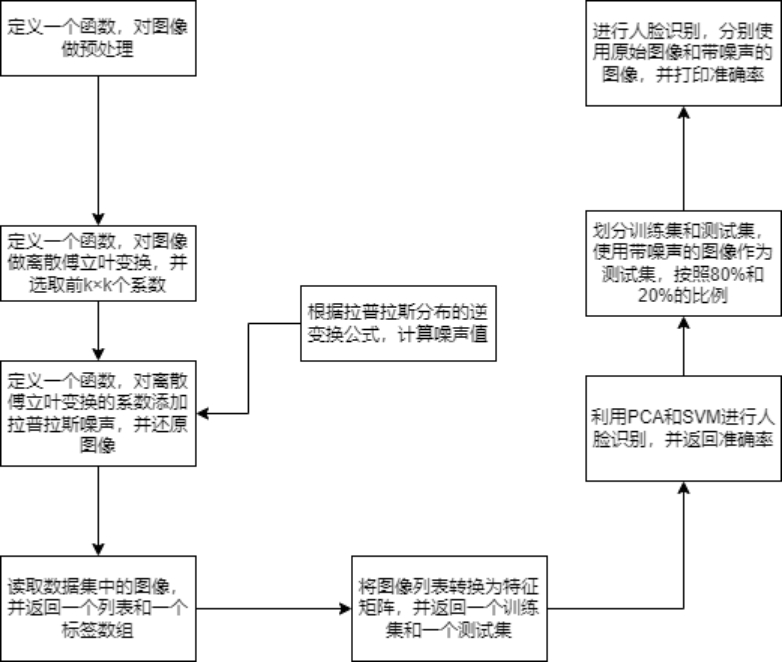 定义一个函数，对图像
做预处理
定义一个函数，对图像
做离散傅立叶变换，并
选取前k×k个系数
根据拉普拉斯分布的逆
变换公式，计算噪声值
定义一个函数，对离散
傅立叶变换的系数添加
拉普拉斯噪声，并还原
图像
读取数据集中的图像，
并返回一个列表和一个
标签数组
将图像列表转换为特征
矩阵，并返回一个训练
集和一个测试集
利用PCA和SVM进行人
脸识别，并返回准确率
划分训练集和测试集，
使用带噪声的图像作为
测试集，按照80%和
20%的比例
进行人脸识别，分别使
用原始图像和带噪声的
图像，并打印准确率